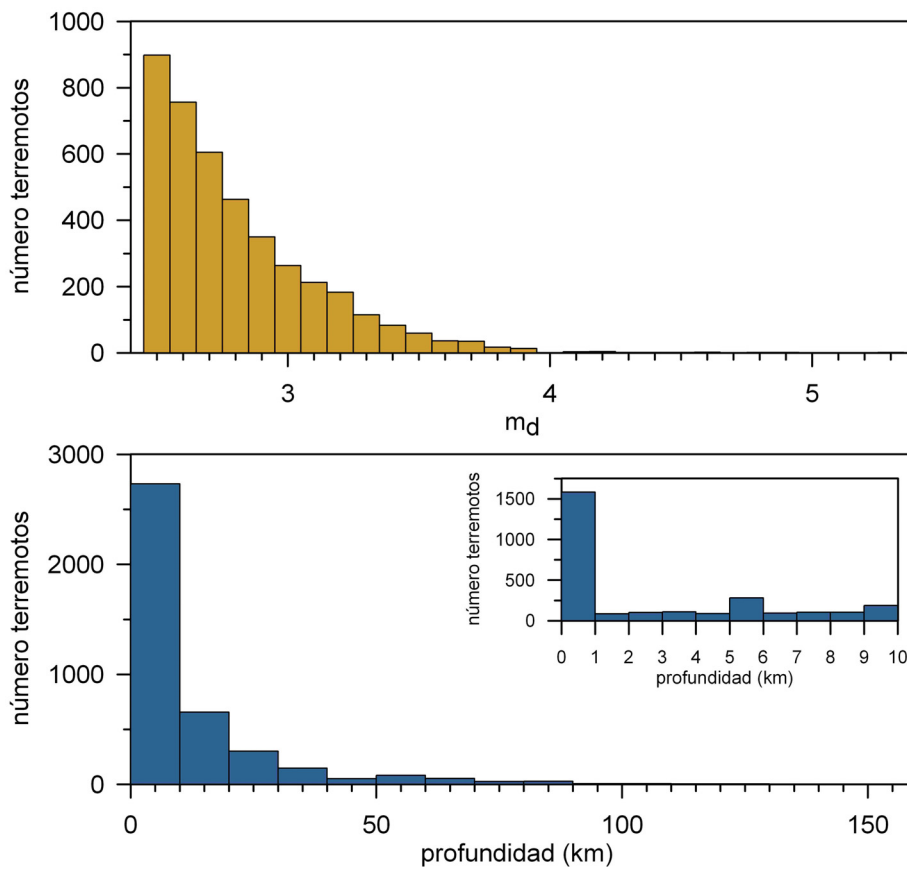 1000
800
600
400
200
0
número terremotos
3 4 5
md
3000
2000
1000
0
número terremotos
1500
1000
500
0
número terremotos
0 1 2 3 4 5 6 7 8 9 10
profundidad (km)
0 50 100 150
profundidad (km)